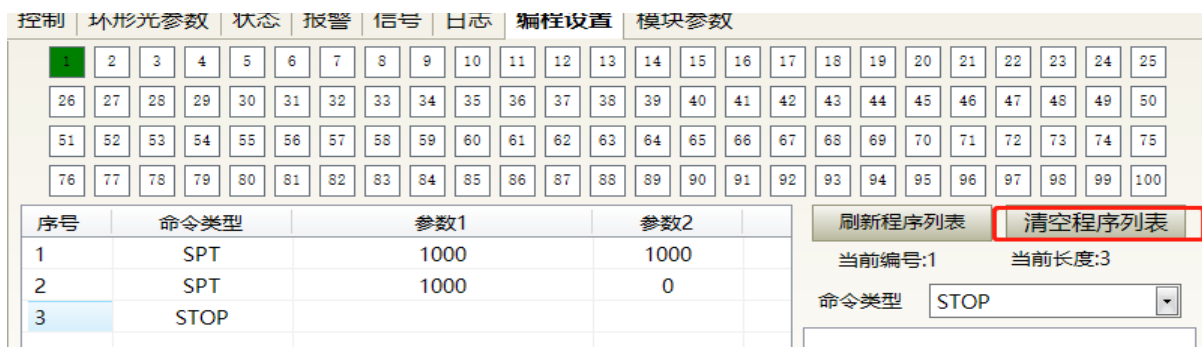 控制 环形光参数 状态 报警 信号 日志 编程设置 模块参数
1 2 3 4 5 6 7 8 9 10 11 12 13 14 15 16 17 18 19 20 21 22 23 24 25
26 27 28 29 30 31 32 33 34 35 36 37 38 39 40 41 42 43 44 45 46 47 48 49 50
51 52 53 54 55 56 57 58 59 60 61 62 63 64 65 66 67 68 69 70 71 72 73 74 75
76 77 78 79 80 81 82 83 84 85 86 87 88 89 90 91 92 93 94 95 96 97 98 99 100
序号 命令类型 参数1 参数2
1 SPT 1000 1000
2 SPT 1000 0
3 STOP
刷新程序列表 清空程序列表
当前编号:1 当前长度:3
命令类型 STOP